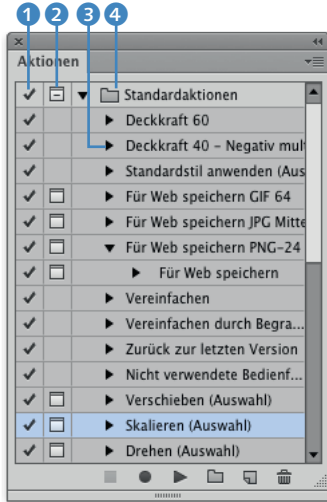 1 2 3 4
Aktionen
Standardaktionen
Deckkraft 60
Deckkraft 40 – Negativ mult
Standardstil anwenden (Aus
Für Web speichern GIF 64
Für Web speichern JPG Mitte
Für Web speichern PNG-24
Für Web speichern
Vereinfachen
Vereinfachen durch Begra...
Zurück zur letzten Version
Nicht verwendete Bedienf...
Verschieben (Auswahl)
Skalieren (Auswahl)
Drehen (Auswahl)